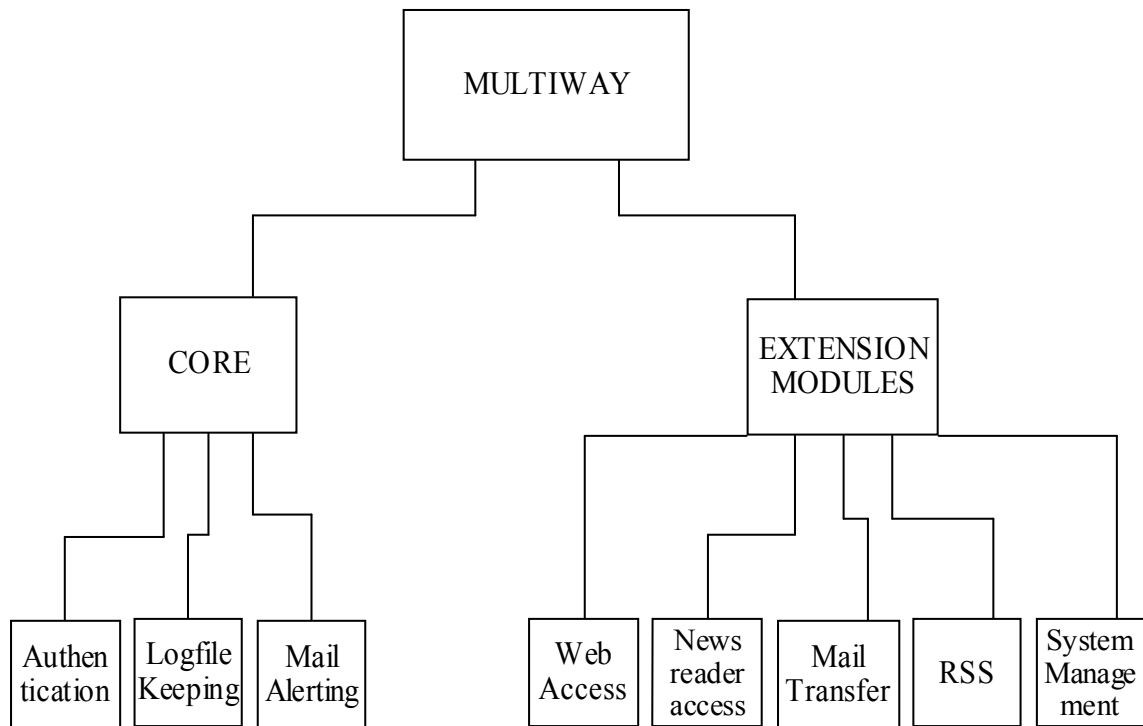 MULTIWAY
CORE
EXTENSION
MODULES
Authen
tication
Logfile
Keeping
Mail
Alerting
Web
Access
News
reader
access
Mail
Transfer
RSS
System
Manage
ment